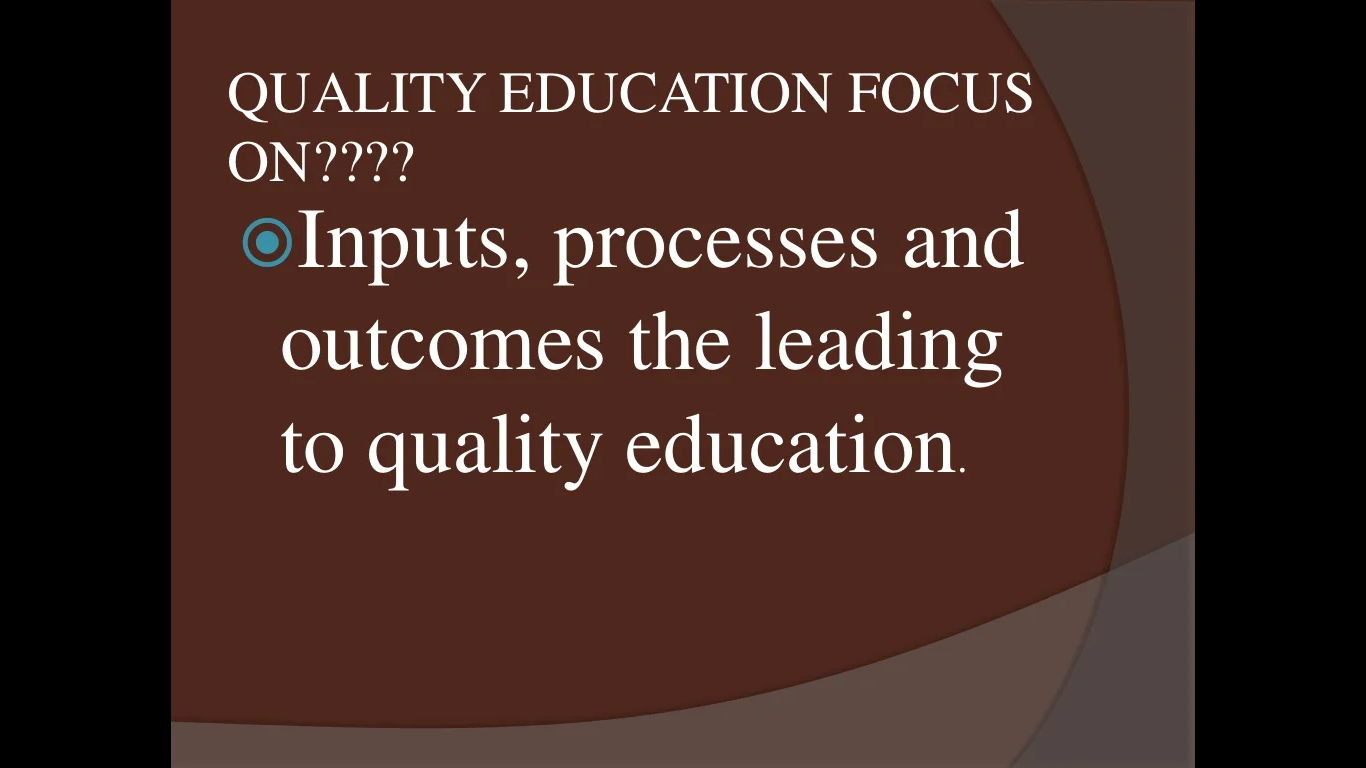 QUALITY EDUCATION FOCUS
ON????
Inputs, processes and
outcomes the leading
to quality education.